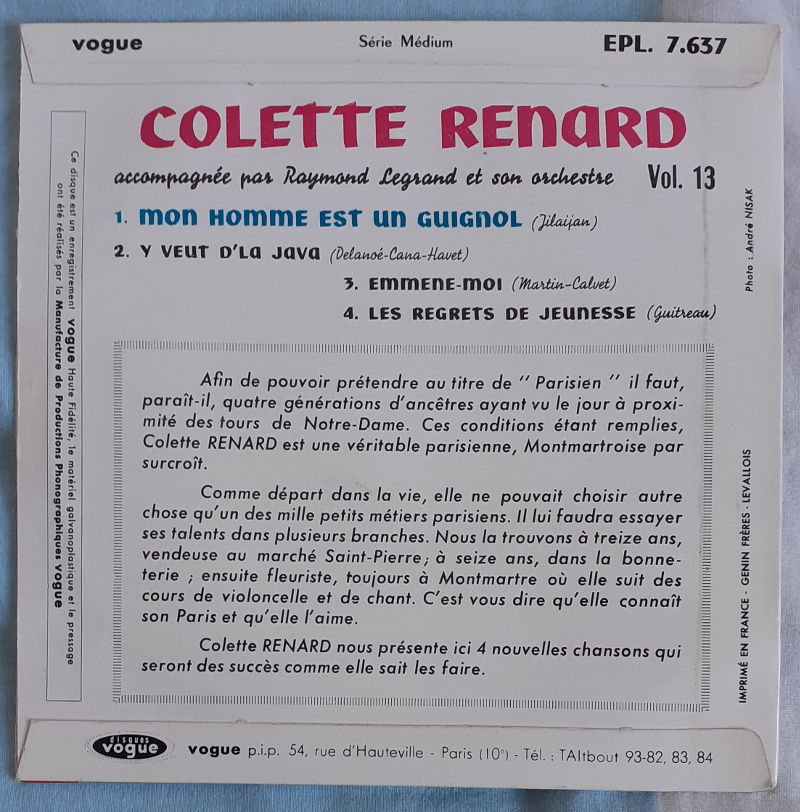 vogue
Série Médium
EPL. 7.637
COLETTE RENARD
accompagnée par Raymond Legrand et son orchestre Vol. 13
1. MON HOMME EST UN GUIGNOL (Jilaijan)
2. Y VEUT D'LA JAVA (Delanoé-Cana-Havet)
3. EMMENE-MOI (Martin-Calvet)
4. LES REGRETS DE JEUNESSE (Guitreau)
Afin de pouvoir prétendre au titre de " Parisien " il faut,
paraît-il, quatre générations d'ancêtres ayant vu le jour à proxi-
mité des tours de Notre-Dame. Ces conditions étant remplies,
Colette RENARD est une véritable parisienne, Montmartroise par
surcroît.
Comme départ dans la vie, elle ne pouvait choisir autre
chose qu'un des mille petits métiers parisiens. Il lui faudra essayer
ses talents dans plusieurs branches. Nous la trouvons à treize ans,
vendeuse au marché Saint-Pierre ; à seize ans, dans la bonne-
terie ; ensuite fleuriste, toujours à Montmartre où elle suit des
cours de violoncelle et de chant. C'est vous dire qu'elle connaît
son Paris et qu'elle l'aime.
Colette RENARD nous présente ici 4 nouvelles chansons qui
seront des succès comme elle sait les faire.
Ce disque est un enregistrement vogue Haute Fidélité, le matériel galvanoplastique et le pressage
ont été réalisés par la Manufacture de Productions Phonographiques vogue
Photo : André NISAK
IMPRIMÉ EN FRANCE - GENIN FRÈRES - LEVALLOIS
disques
vogue
vogue p.i.p. 54, rue d'Hauteville - Paris (10e) - Tél. : TAItbout 93-82, 83, 84